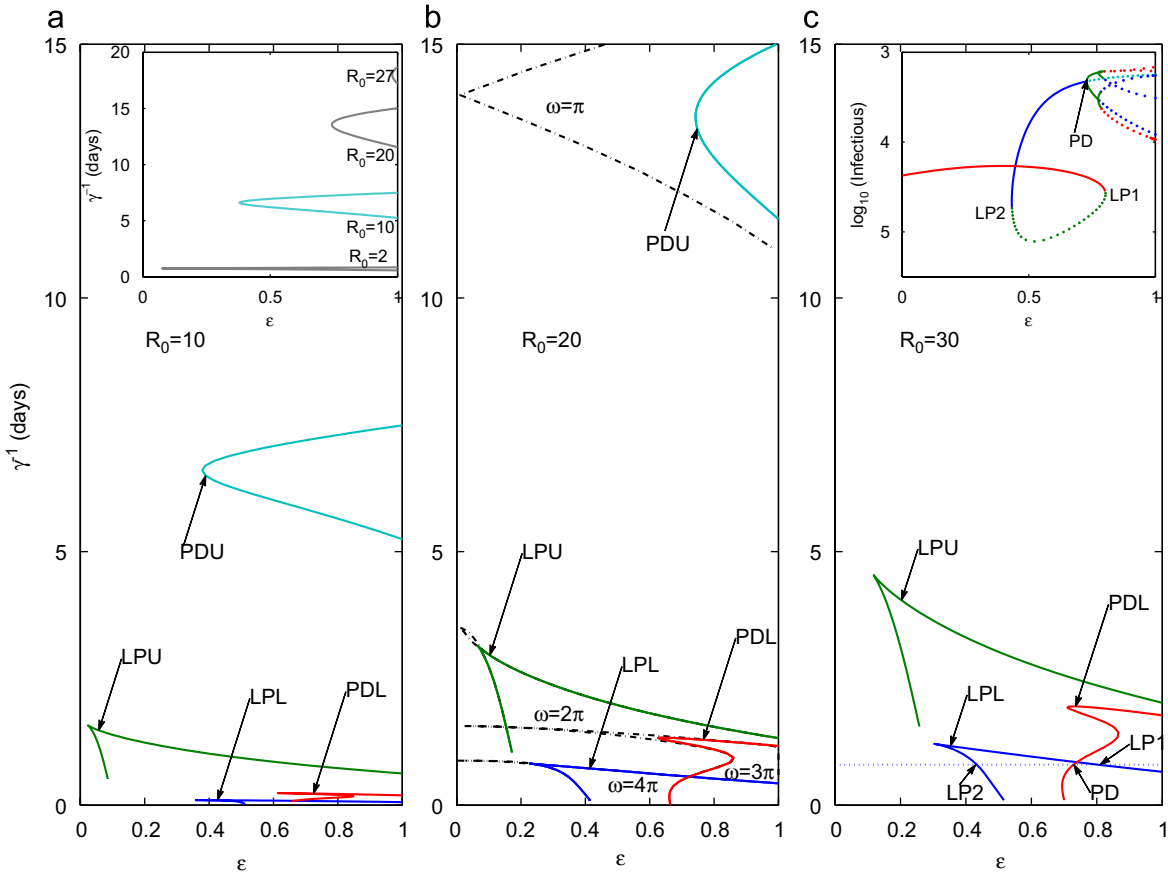 a
b
c
15
10
5
0
γ⁻¹ (days)
0
0.2
0.4
0.6
0.8
1
ε
R₀=10
PDU
LPU
LPL
PDL
20
15
10
5
0
γ⁻¹ (days)
0
0.5
1
ε
R₀=27
R₀=20
R₀=10
R₀=2
15
10
5
0
0
0.2
0.4
0.6
0.8
1
ε
ω=π
PDU
R₀=20
LPU
PDL
LPL
ω=2π
ω=3π
ω=4π
15
10
5
0
0
0.2
0.4
0.6
0.8
1
ε
R₀=30
LPU
PDL
LPL
LP1
LP2
PD
3
4
5
log₁₀ (Infectious)
0
0.5
1
ε
PD
LP1
LP2